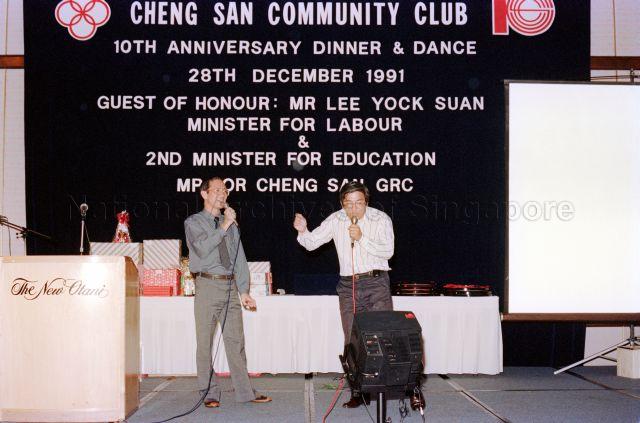 CHENG SAN COMMUNITY CLUB
10TH ANNIVERSARY DINNER & DANCE
28TH DECEMBER 1991
GUEST OF HONOUR: MR LEE YOCK SUAN
MINISTER FOR LABOUR
&
2ND MINISTER FOR EDUCATION
MP FOR CHENG SAN GRC
National Archives of Singapore
The New Otani